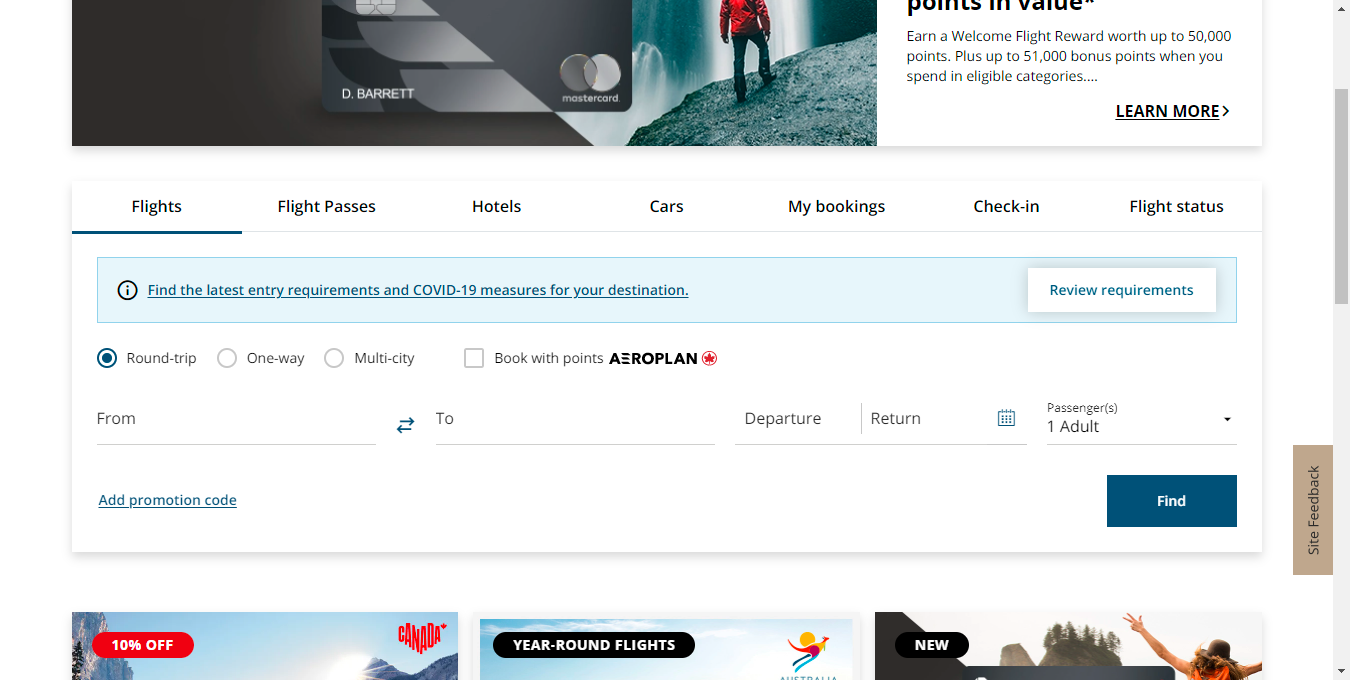 points in value*
Earn a Welcome Flight Reward worth up to 50,000
points. Plus up to 51,000 bonus points when you
spend in eligible categories....
LEARN MORE
D. BARRETT
mastercard.
Flights
Flight Passes
Hotels
Cars
My bookings
Check-in
Flight status
Find the latest entry requirements and COVID-19 measures for your destination.
Review requirements
Round-trip
One-way
Multi-city
Book with points AEROPLAN
From
To
Departure
Return
Passenger(s)
1 Adult
Add promotion code
Find
Site Feedback
10% OFF
CANADA
YEAR-ROUND FLIGHTS
AUSTRALIA
NEW